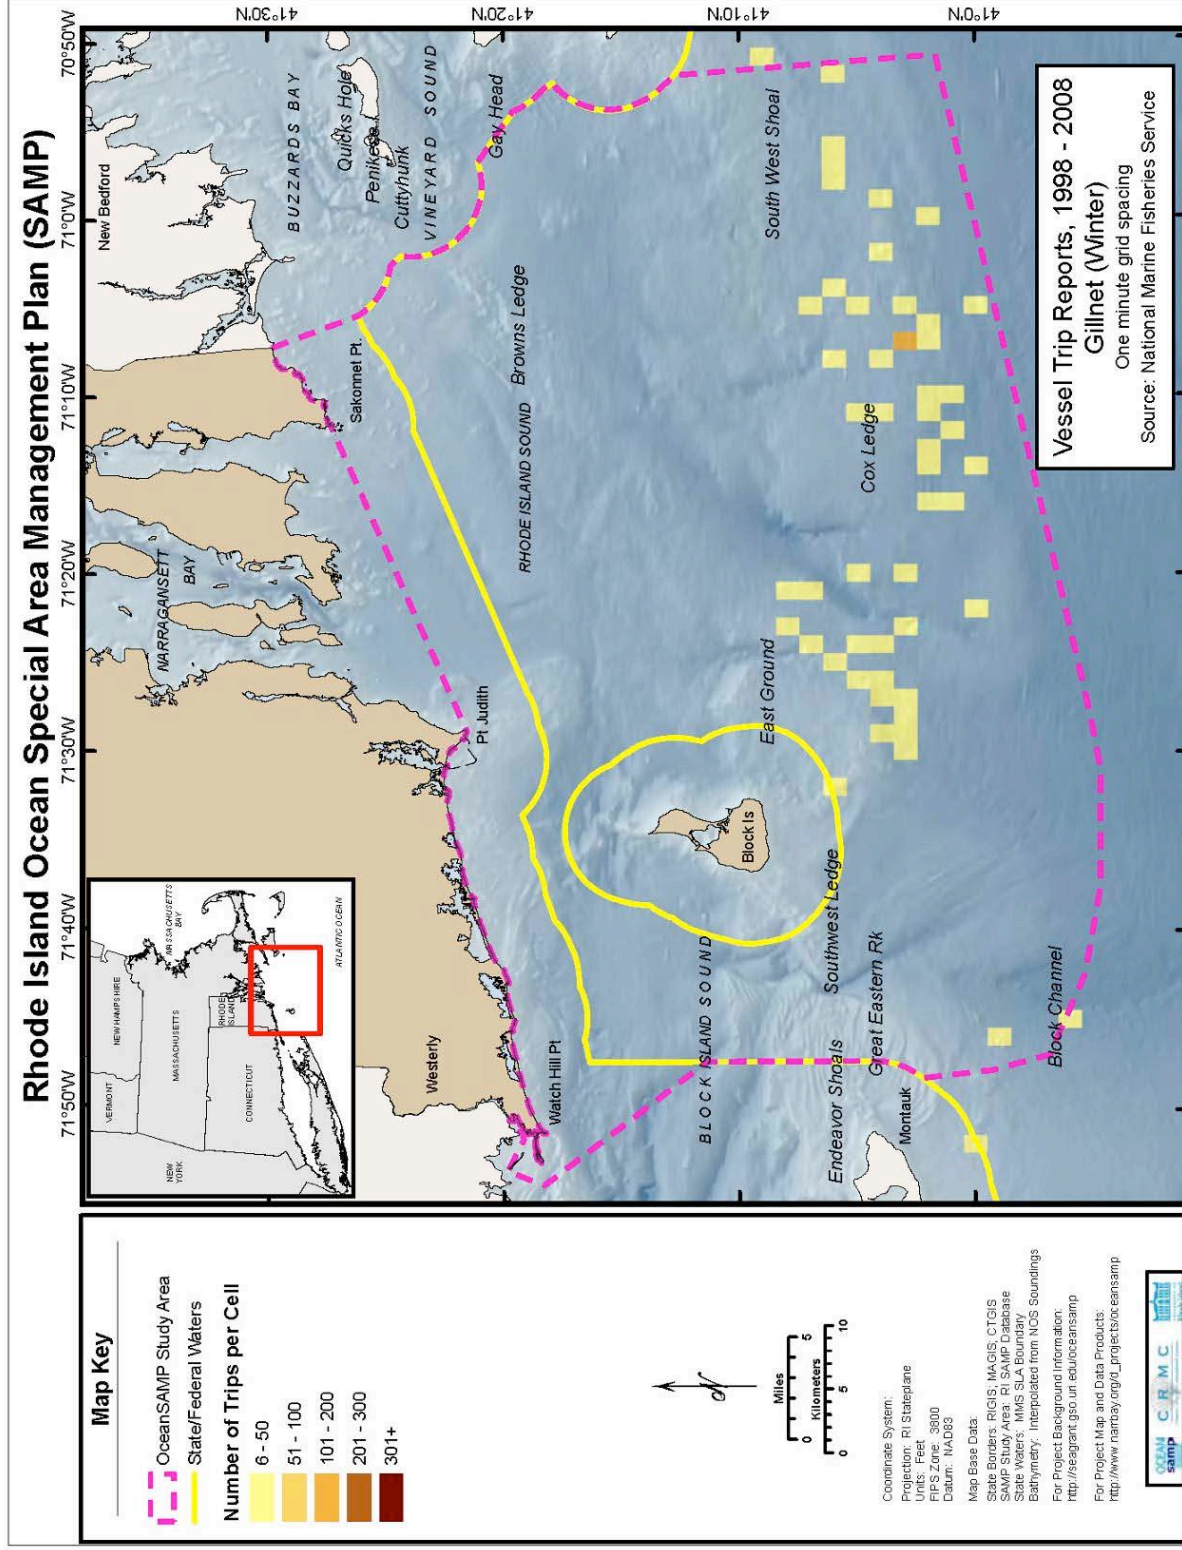 Rhode Island Ocean Special Area Management Plan (SAMP)
Map Key
OceanSAMP Study Area
State/Federal Waters
Number of Trips per Cell
6 - 50
51 - 100
101 - 200
201 - 300
301+
N
Miles
0 5
Kilometers
0 5 10
Coordinate System:
Projection: RI Stateplane
Units: Feet
FIPS Zone: 3800
Datum: NAD83
Map Base Data:
State Borders: RIGIS, MAGIS, CTGIS
SAMP Study Area: RI SAMP Database
State Waters: MMS SLA Boundary
Bathymetry: Interpolated from NOS Soundings
For Project Background Information:
http://seagrant.gso.uri.edu/oceansamp
For Project Map and Data Products:
http://www.narrbay.org/d_projects/oceansamp
OCEAN
samp
C R M C
71°50'W 71°40'W 71°30'W 71°20'W 71°10'W 71°0'W 70°50'W
41°30'N
41°20'N
41°10'N
41°0'N
VERMONT
NEW HAMPSHIRE
NEW
YORK
MASSACHUSETTS
MASSACHUSETTS
BAY
CONNECTICUT
RHODE
ISLAND
ATLANTIC OCEAN
New Bedford
NARRAGANSETT
BAY
BUZZARDS BAY
Quicks Hole
Penikese
Cuttyhunk
VINEYARD SOUND
Sakonnet Pt.
Westerly
Pt Judith
Gay Head
Watch Hill Pt
RHODE ISLAND SOUND
Browns Ledge
BLOCK ISLAND SOUND
Block Is
East Ground
South West Shoal
Southwest Ledge
Endeavor Shoals
Great Eastern Rk
Cox Ledge
Montauk
Block Channel
Vessel Trip Reports, 1998 - 2008
Gillnet (Winter)
One minute grid spacing
Source: National Marine Fisheries Service